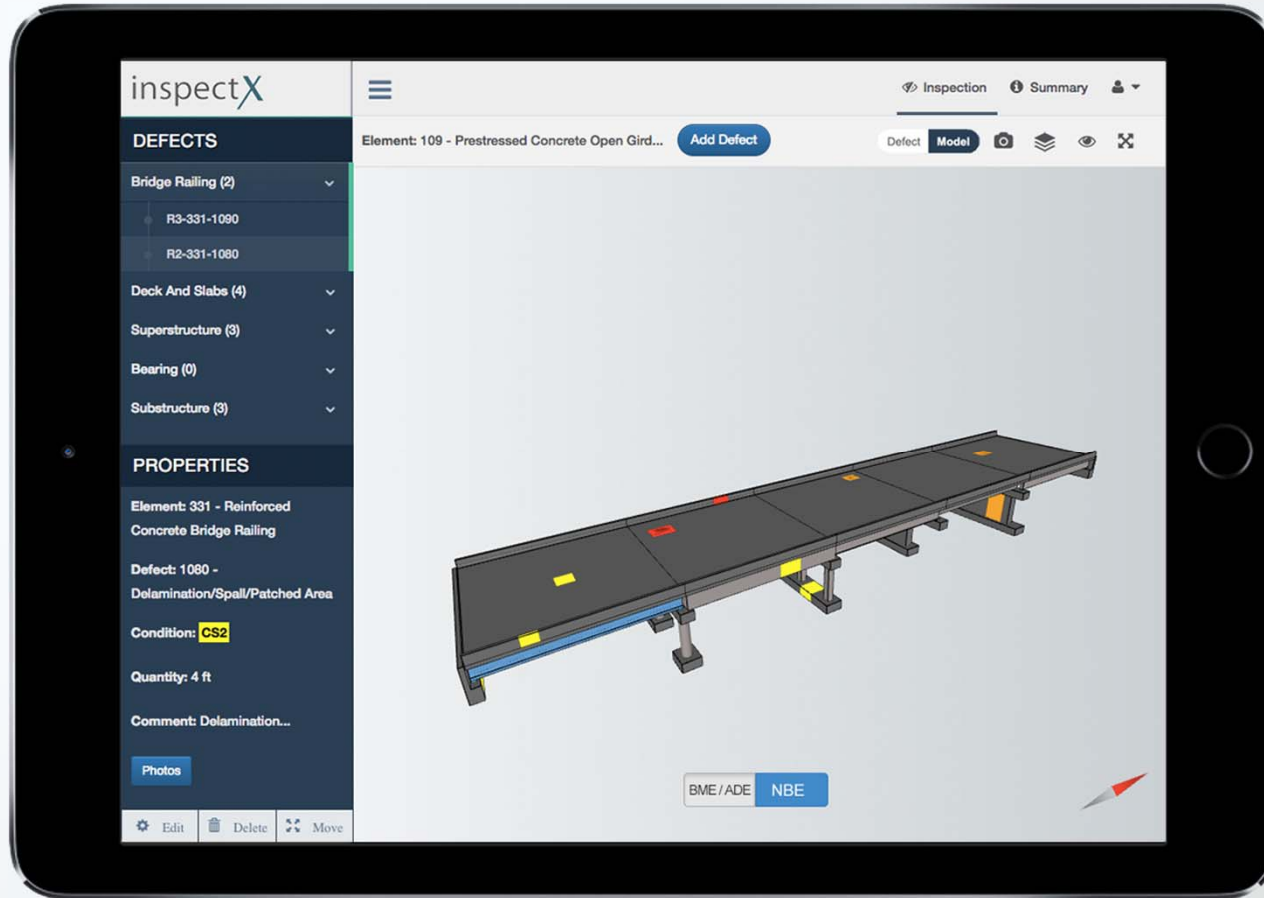 inspectX
Inspection
Summary
DEFECTS
Element: 109 - Prestressed Concrete Open Gird...
Add Defect
Defect
Model
Bridge Railing (2)
R3-331-1090
R2-331-1080
Deck And Slabs (4)
Superstructure (3)
Bearing (0)
Substructure (3)
PROPERTIES
Element: 331 - Reinforced
Concrete Bridge Railing
Defect: 1080 -
Delamination/Spall/Patched Area
Condition: CS2
Quantity: 4 ft
Comment: Delamination...
Photos
BME / ADE
NBE
Edit
Delete
Move